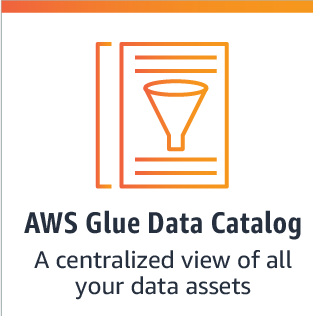 AWS Glue Data Catalog
A centralized view of all
your data assets